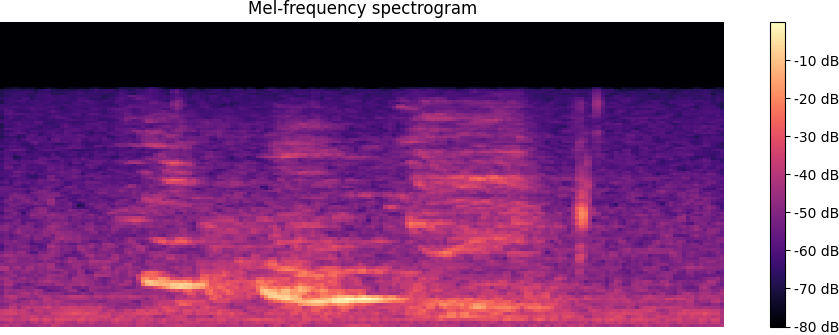 Mel-frequency spectrogram
-10 dB
-20 dB
-30 dB
-40 dB
-50 dB
-60 dB
-70 dB
-80 dB